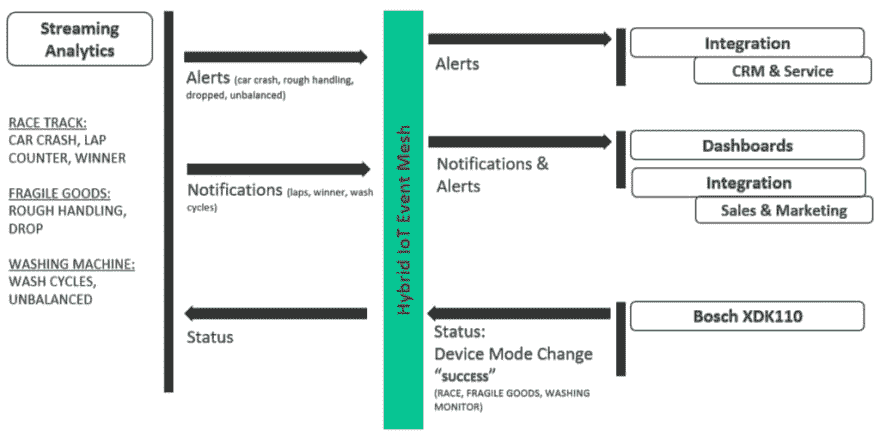 Streaming
Analytics
RACE TRACK:
CAR CRASH, LAP
COUNTER, WINNER
FRAGILE GOODS:
ROUGH HANDLING,
DROP
WASHING MACHINE:
WASH CYCLES,
UNBALANCED
Alerts (car crash, rough handling,
dropped, unbalanced)
Notifications (laps, winner, wash
cycles)
Status
Hybrid IoT Event Mesh
Alerts
Notifications &
Alerts
Status:
Device Mode Change
“SUCCESS”
(RACE, FRAGILE GOODS, WASHING
MONITOR)
Integration
CRM & Service
Dashboards
Integration
Sales & Marketing
Bosch XDK110